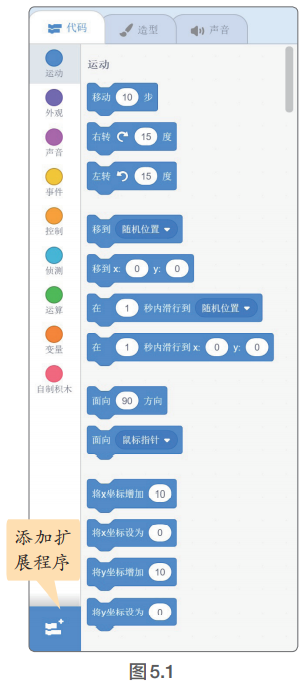 代码 造型 声音
运动
外观
声音
事件
控制
侦测
运算
变量
自制积木
运动
移动 10 步
右转 15 度
左转 15 度
移到 随机位置
移到 x: 0 y: 0
在 1 秒内滑行到 随机位置
在 1 秒内滑行到 x: 0 y: 0
面向 90 方向
面向 鼠标指针
将x坐标增加 10
将x坐标设为 0
将y坐标增加 10
将y坐标设为 0
添加扩
展程序
图5.1